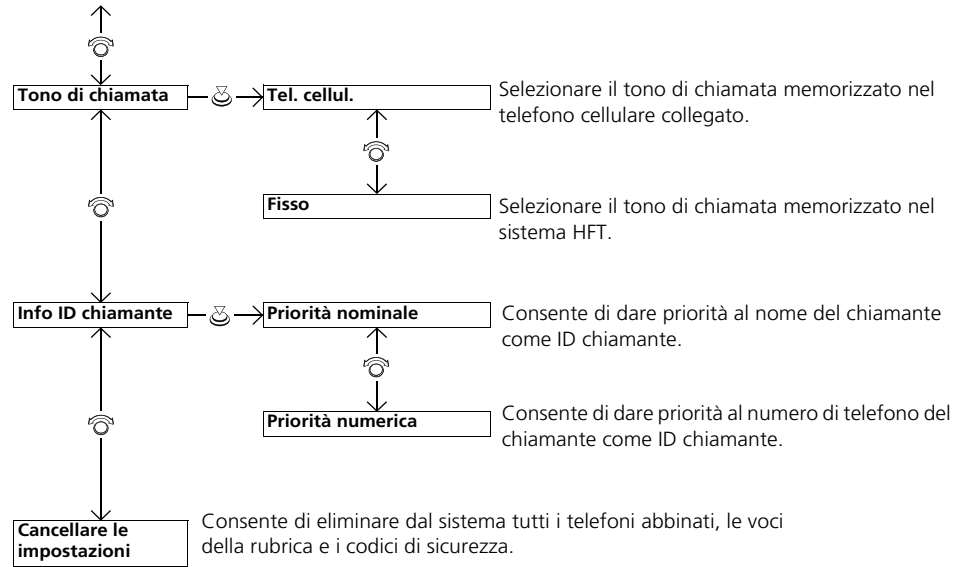 Tono di chiamata
Tel. cellul.
Selezionare il tono di chiamata memorizzato nel
telefono cellulare collegato.
Fisso
Selezionare il tono di chiamata memorizzato nel
sistema HFT.
Info ID chiamante
Priorità nominale
Consente di dare priorità al nome del chiamante
come ID chiamante.
Priorità numerica
Consente di dare priorità al numero di telefono del
chiamante come ID chiamante.
Cancellare le
impostazioni
Consente di eliminare dal sistema tutti i telefoni abbinati, le voci
della rubrica e i codici di sicurezza.